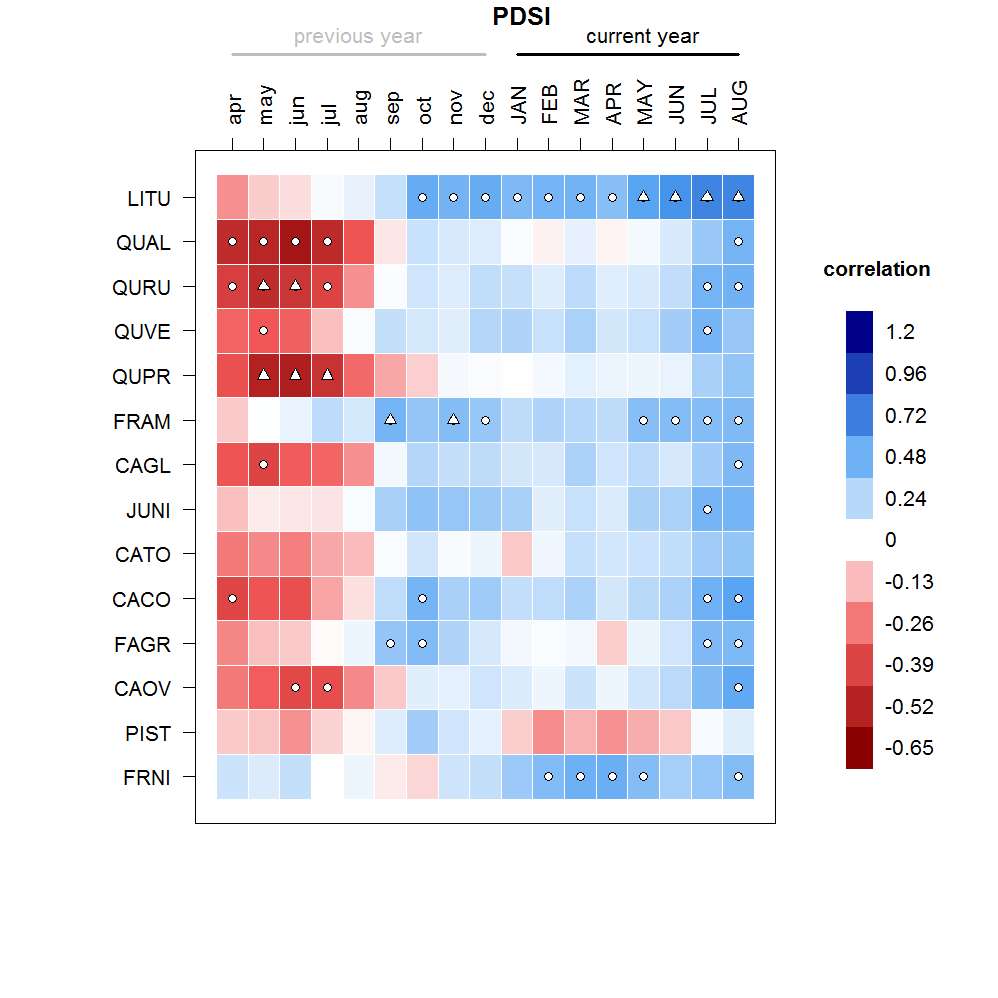 PDSI
previous year current year
apr may jun jul aug sep oct nov dec JAN FEB MAR APR MAY JUN JUL AUG
LITU
QUAL
QURU
QUVE
QUPR
FRAM
CAGL
JUNI
CATO
CACO
FAGR
CAOV
PIST
FRNI
correlation
1.2
0.96
0.72
0.48
0.24
0
-0.13
-0.26
-0.39
-0.52
-0.65